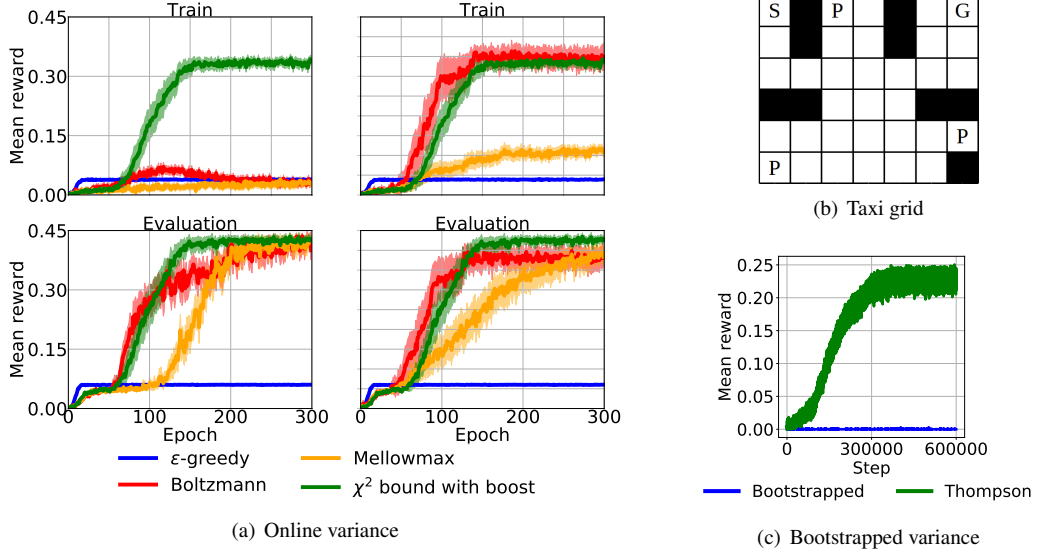 Train
Train
0.45
0.30
0.15
0.00
Mean reward
Evaluation
Evaluation
0.45
0.30
0.15
0.00
Mean reward
0 100 200 300
0 100 200 300
Epoch
Epoch
ε-greedy
Mellowmax
Boltzmann
χ² bound with boost
(a) Online variance
S P G
P
P
(b) Taxi grid
0.25
0.20
0.15
0.10
0.05
0.00
Mean reward
0 300000 600000
Step
Bootstrapped
Thompson
(c) Bootstrapped variance